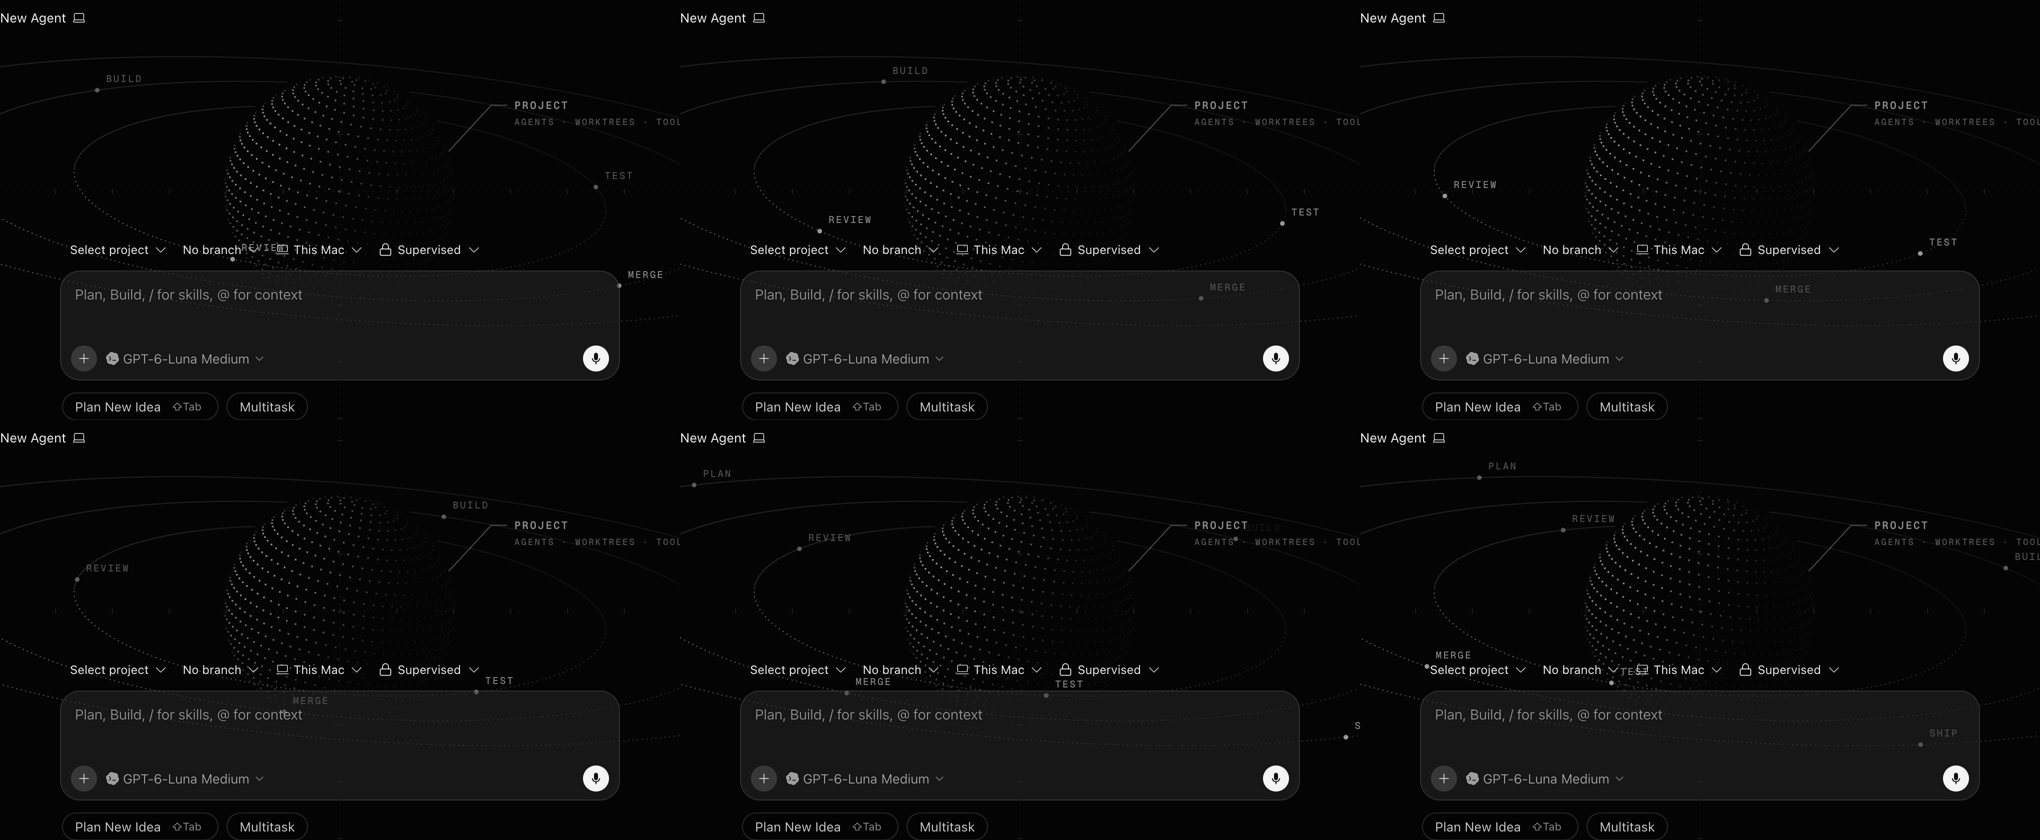 New Agent
BUILD
PROJECT
AGENTS · WORKTREES · TOOL
TEST
Select project No branch REVIEW This Mac Supervised
MERGE
Plan, Build, / for skills, @ for context
GPT-6-Luna Medium
Plan New Idea Tab Multitask
New Agent
BUILD
PROJECT
AGENTS · WORKTREES · TOOL
REVIEW
TEST
Select project No branch This Mac Supervised
MERGE
Plan, Build, / for skills, @ for context
GPT-6-Luna Medium
Plan New Idea Tab Multitask
New Agent
PROJECT
AGENTS · WORKTREES · TOOL
REVIEW
TEST
Select project No branch This Mac Supervised
MERGE
Plan, Build, / for skills, @ for context
GPT-6-Luna Medium
Plan New Idea Tab Multitask
New Agent
BUILD
PROJECT
AGENTS · WORKTREES · TOOL
REVIEW
Select project No branch This Mac Supervised
TEST
MERGE
Plan, Build, / for skills, @ for context
GPT-6-Luna Medium
Plan New Idea Tab Multitask
New Agent
PLAN
PROJECT BUILD
REVIEW
AGENTS · WORKTREES · TOOL
Select project No branch This Mac Supervised
MERGE
TEST
Plan, Build, / for skills, @ for context
S
GPT-6-Luna Medium
Plan New Idea Tab Multitask
New Agent
PLAN
REVIEW
PROJECT
AGENTS · WORKTREES · TOOL
BUIL
MERGE
Select project No branch TEST This Mac Supervised
Plan, Build, / for skills, @ for context
SHIP
GPT-6-Luna Medium
Plan New Idea Tab Multitask